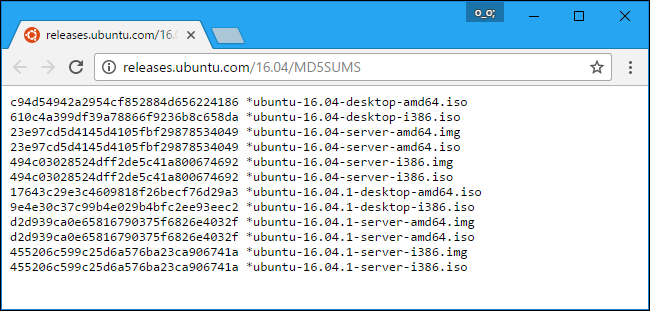 o_o;
releases.ubuntu.com/16.0
releases.ubuntu.com/16.04/MD5SUMS
c94d54942a2954cf852884d656224186 *ubuntu-16.04-desktop-amd64.iso
610c4a399df39a78866f9236b8c658da *ubuntu-16.04-desktop-i386.iso
23e97cd5d4145d4105fbf29878534049 *ubuntu-16.04-server-amd64.img
23e97cd5d4145d4105fbf29878534049 *ubuntu-16.04-server-amd64.iso
494c03028524dff2de5c41a800674692 *ubuntu-16.04-server-i386.img
494c03028524dff2de5c41a800674692 *ubuntu-16.04-server-i386.iso
17643c29e3c4609818f26becf76d29a3 *ubuntu-16.04.1-desktop-amd64.iso
9e4e30c37c99b4e029b4bfc2ee93eec2 *ubuntu-16.04.1-desktop-i386.iso
d2d939ca0e65816790375f6826e4032f *ubuntu-16.04.1-server-amd64.img
d2d939ca0e65816790375f6826e4032f *ubuntu-16.04.1-server-amd64.iso
455206c599c25d6a576ba23ca906741a *ubuntu-16.04.1-server-i386.img
455206c599c25d6a576ba23ca906741a *ubuntu-16.04.1-server-i386.iso